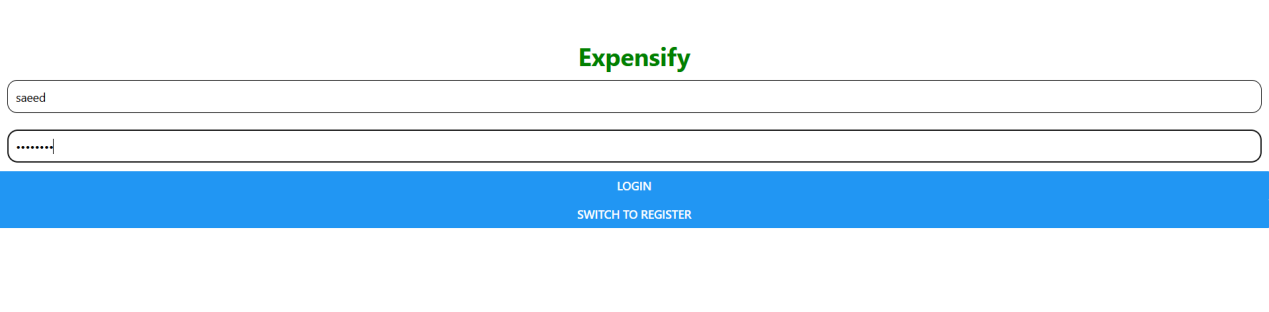 Expensify
saeed
••••••••
LOGIN
SWITCH TO REGISTER